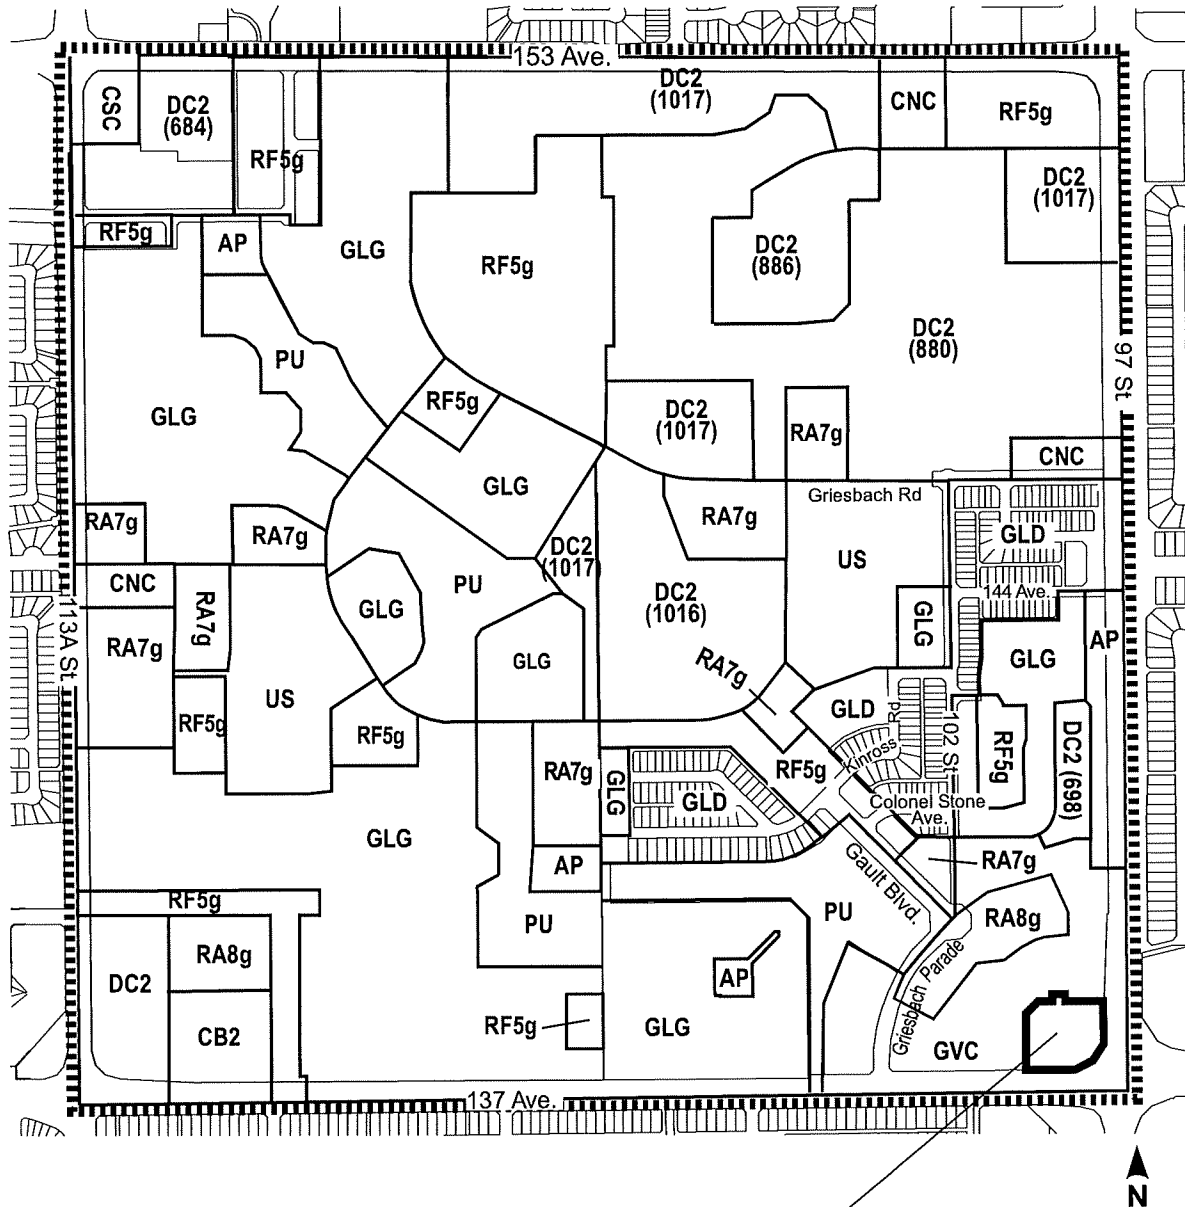 153 Ave.
CSC
DC2
(684)
RF5g
DC2
(1017)
CNC
RF5g
DC2
(1017)
RF5g
AP
GLG
RF5g
DC2
(886)
DC2
(880)
97 St
PU
GLG
RF5g
DC2
(1017)
RA7g
CNC
GLG
Griesbach Rd
RA7g
RA7g
RA7g
GLD
DC2
(1017)
US
CNC
PU
144 Ave.
GLG
RA7g
DC2
(1016)
GLG
113A St
RA7g
AP
GLG
GLG
RA7g
US
RF5g
GLD
Rd
102 St
RF5g
DC2 (698)
RF5g
Kinross
RA7g
RF5g
GLG
GLD
Colonel Stone
Ave.
GLG
RA7g
AP
Gault Blvd.
RF5g
PU
PU
RA8g
RA8g
Griesbach Parade
DC2
AP
RF5g
GLG
CB2
GVC
137 Ave.
N